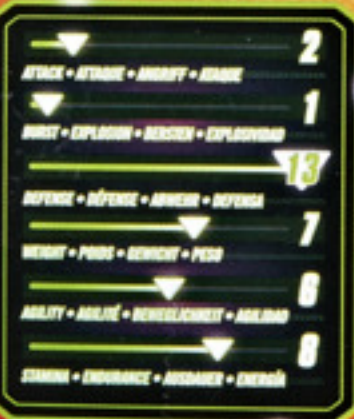 2
ATTACK • ATTAQUE • ANGRIFF • ATAQUE
1
BURST • EXPLOSION • BERSTEN • EXPLOSIVIDAD
13
DEFENSE • DÉFENSE • ABWEHR • DEFENSA
7
WEIGHT • POIDS • GEWICHT • PESO
6
AGILITY • AGILITÉ • BEWEGLICHKEIT • AGILIDAD
8
STAMINA • ENDURANCE • AUSDAUER • ENERGÍA